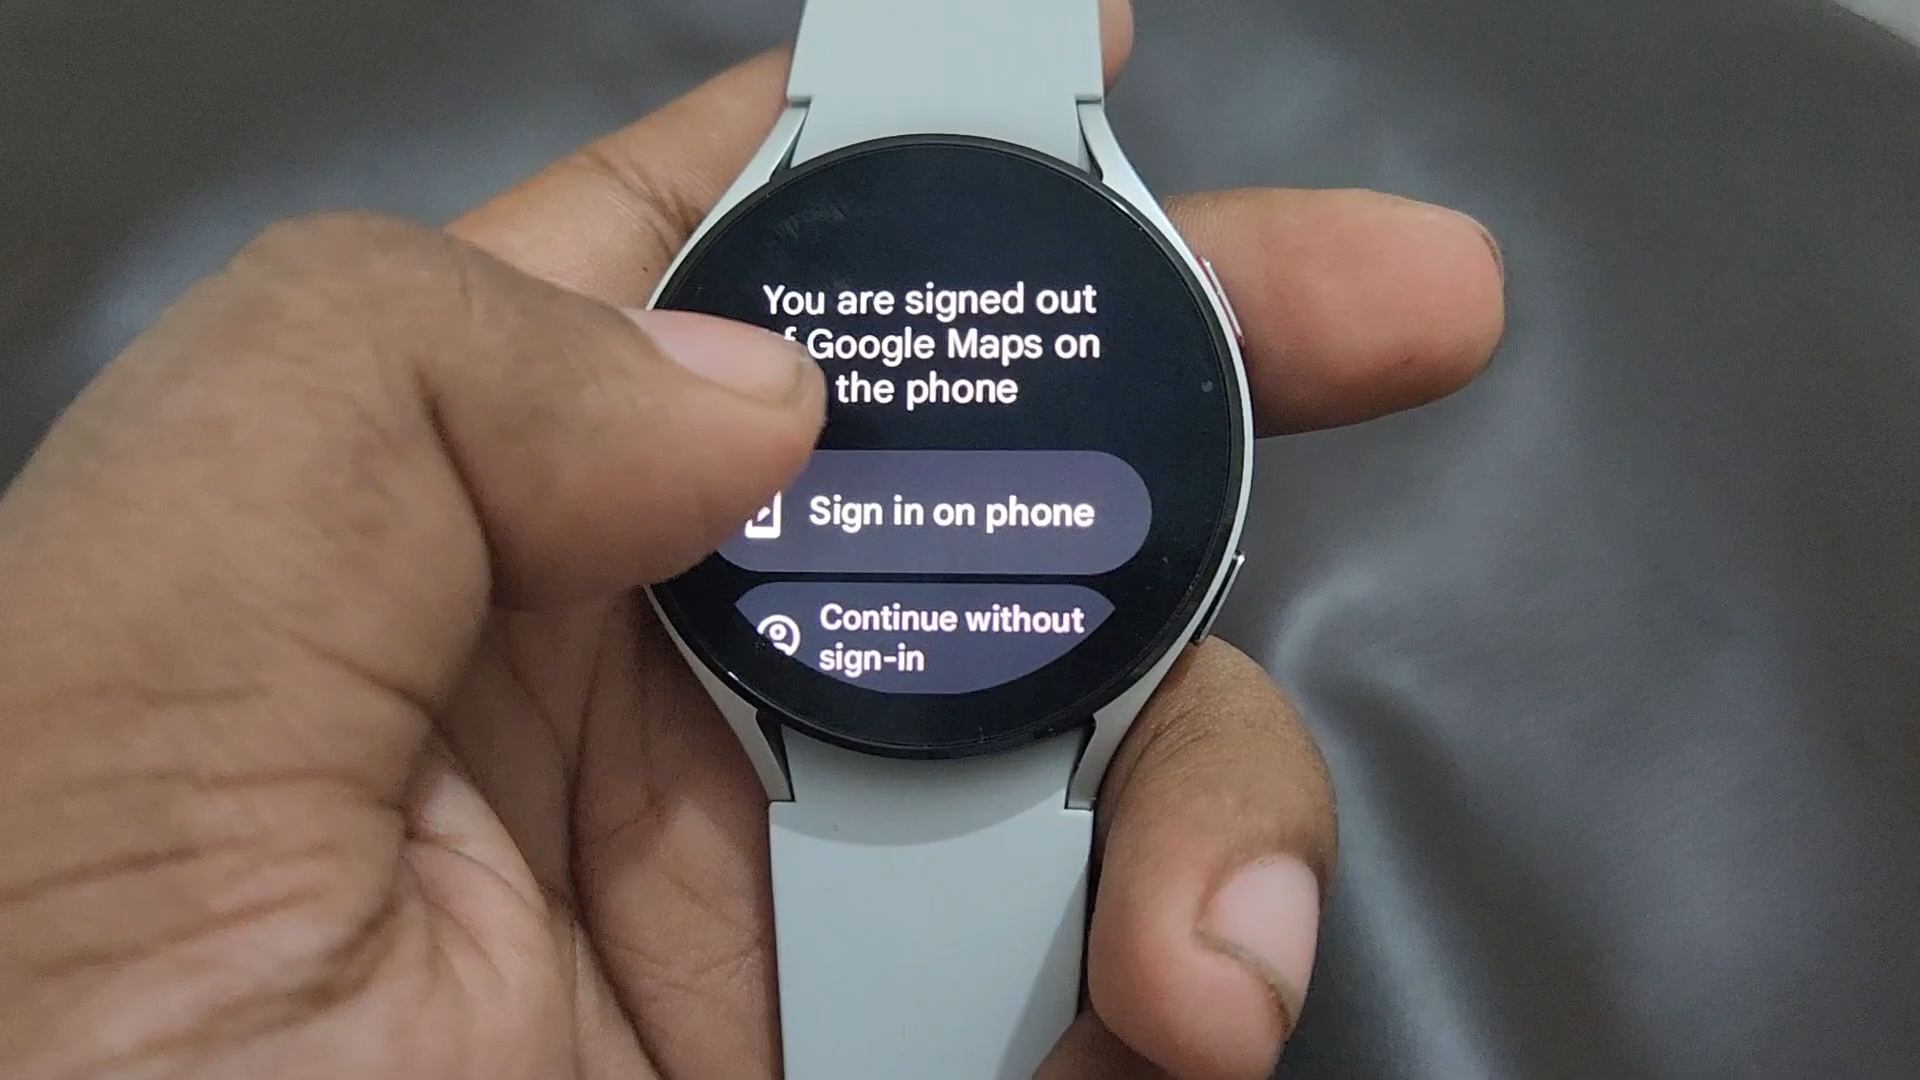 You are signed out
f Google Maps on
the phone
Sign in on phone
Continue without
sign-in